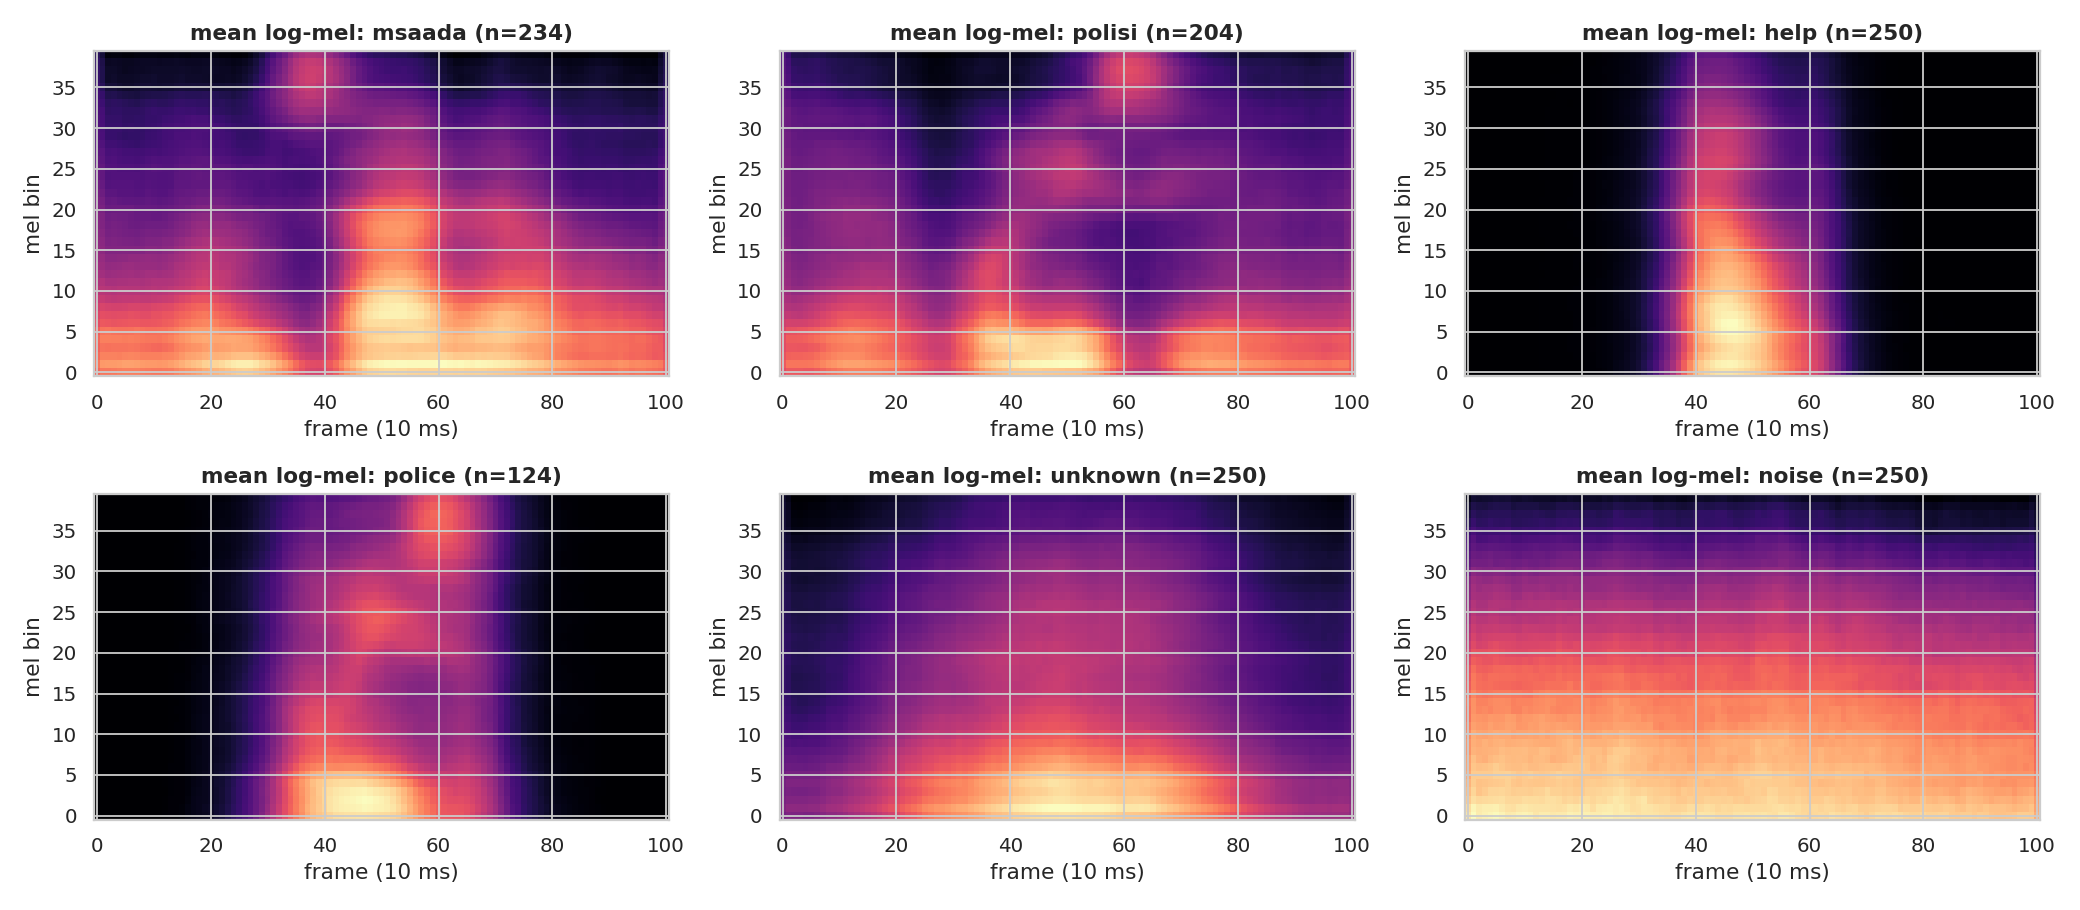 mean log-mel: msaada (n=234)
mel bin
35
30
25
20
15
10
5
0
0 20 40 60 80 100
frame (10 ms)
mean log-mel: polisi (n=204)
mel bin
35
30
25
20
15
10
5
0
0 20 40 60 80 100
frame (10 ms)
mean log-mel: help (n=250)
mel bin
35
30
25
20
15
10
5
0
0 20 40 60 80 100
frame (10 ms)
mean log-mel: police (n=124)
mel bin
35
30
25
20
15
10
5
0
0 20 40 60 80 100
frame (10 ms)
mean log-mel: unknown (n=250)
mel bin
35
30
25
20
15
10
5
0
0 20 40 60 80 100
frame (10 ms)
mean log-mel: noise (n=250)
mel bin
35
30
25
20
15
10
5
0
0 20 40 60 80 100
frame (10 ms)